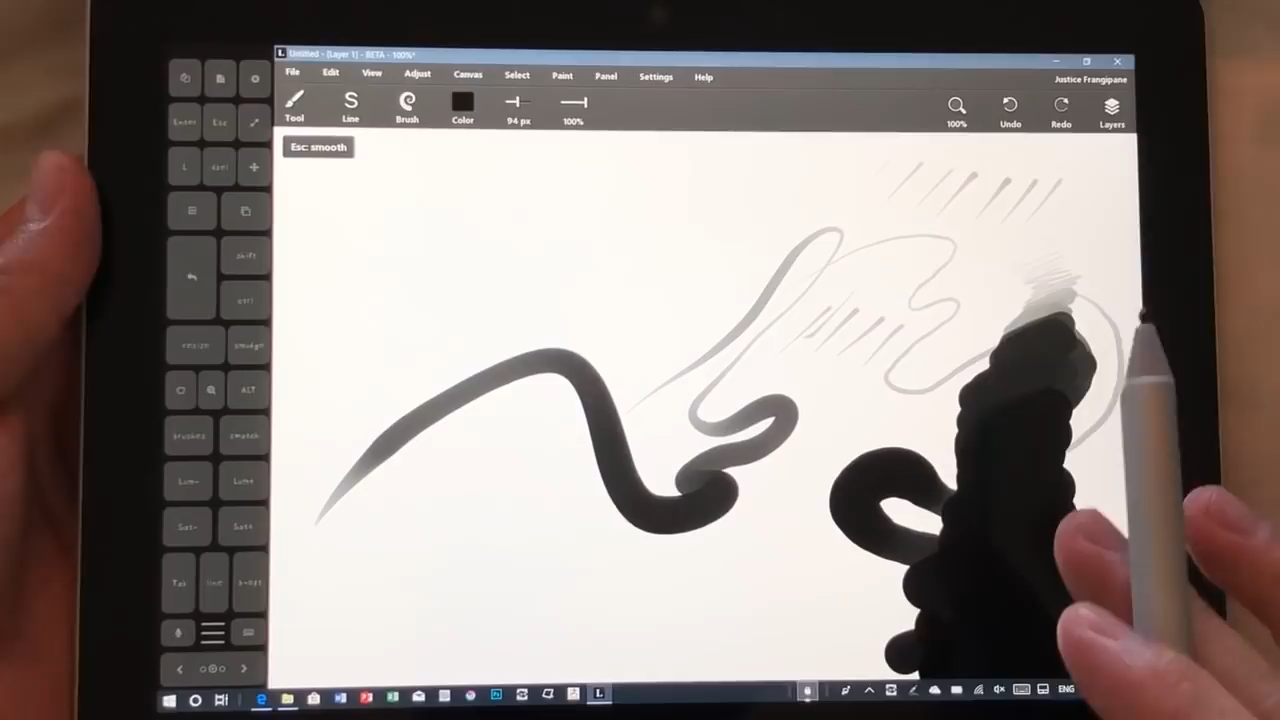 Untitled - [Layer 1] - BETA - 100%*
File Edit View Adjust Canvas Select Paint Panel Settings Help
Justice Frangipane
S
Tool Line Brush Color 94 px 100%
100% Undo Redo Layers
Esc: smooth
Enter Esc
L
shift
ctrl
resize smudge
ALT
brushes
Lum- Lum+
Sat- Sat+
Tab line
L
ENG